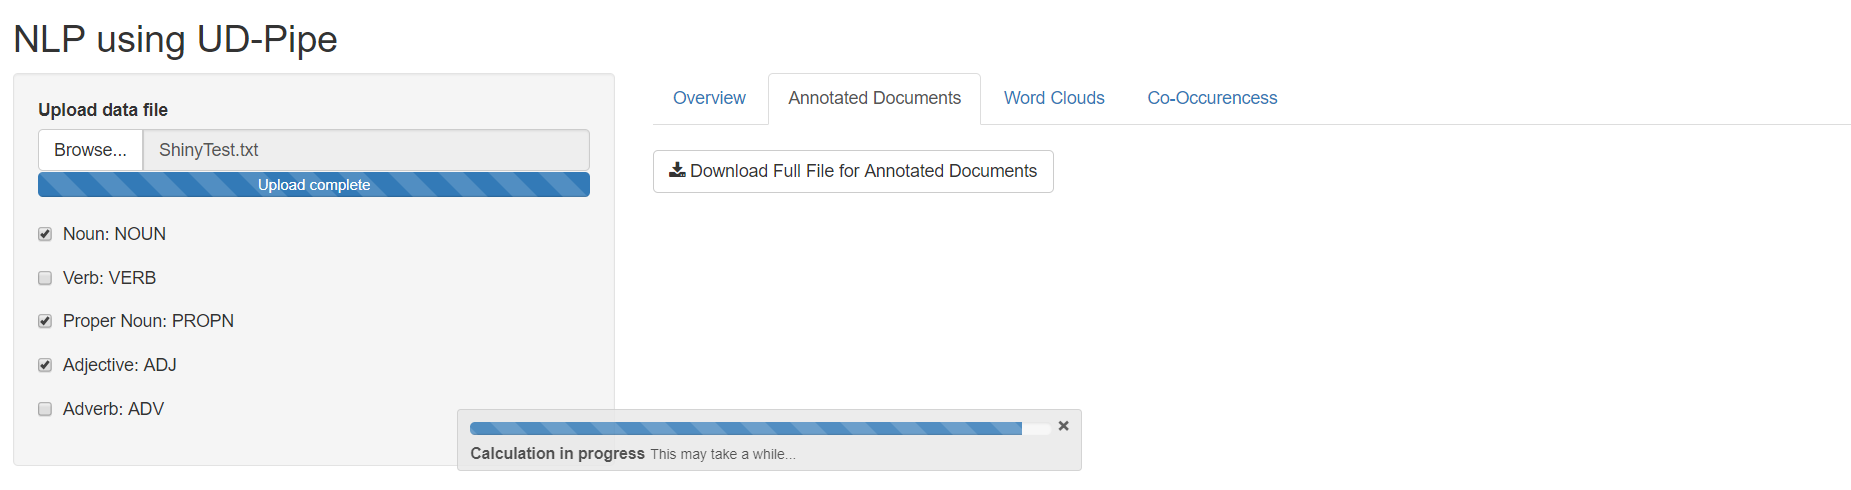 NLP using UD-Pipe
Upload data file
Browse... ShinyTest.txt
Upload complete
Noun: NOUN
Verb: VERB
Proper Noun: PROPN
Adjective: ADJ
Adverb: ADV
Overview Annotated Documents Word Clouds Co-Occurencess
Download Full File for Annotated Documents
Calculation in progress This may take a while...